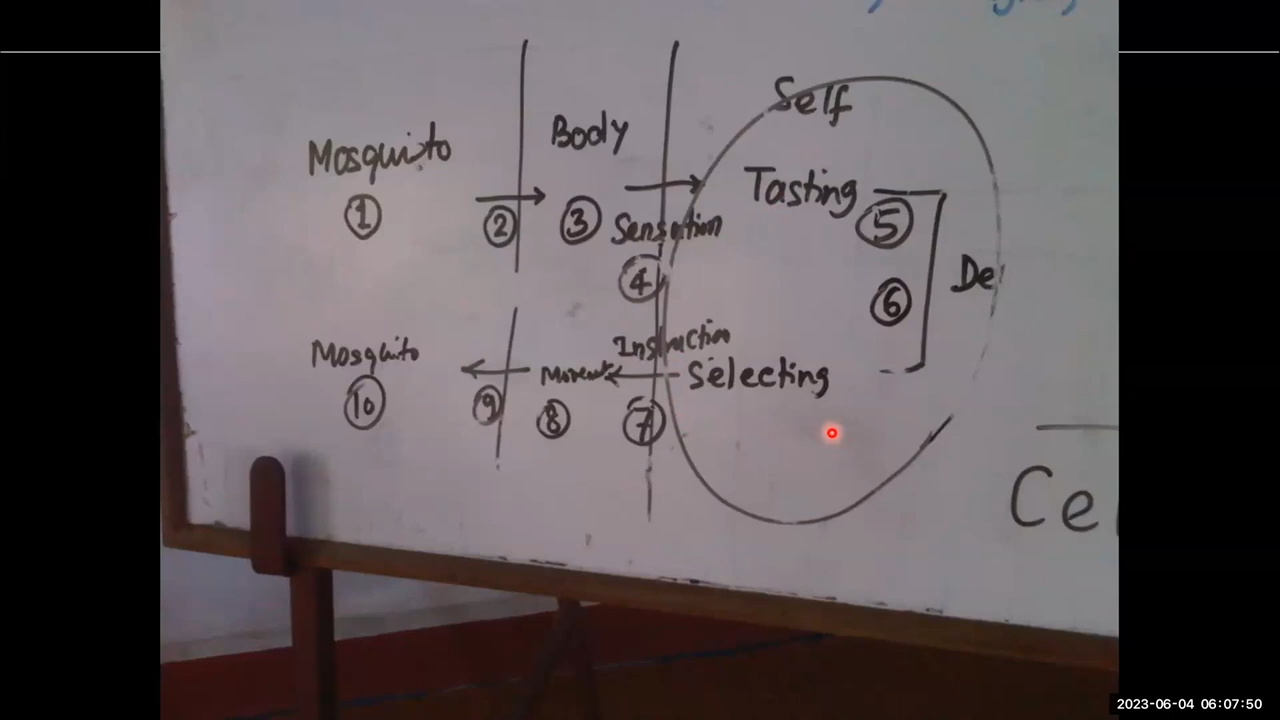 Self
Body
Mosquito
Tasting
① ② ③ Sensation ⑤
④ De
⑥
Instruction
Mosquito Selecting
⑩ ⑨ ⑧ ⑦
Ce
2023-06-04 06:07:50